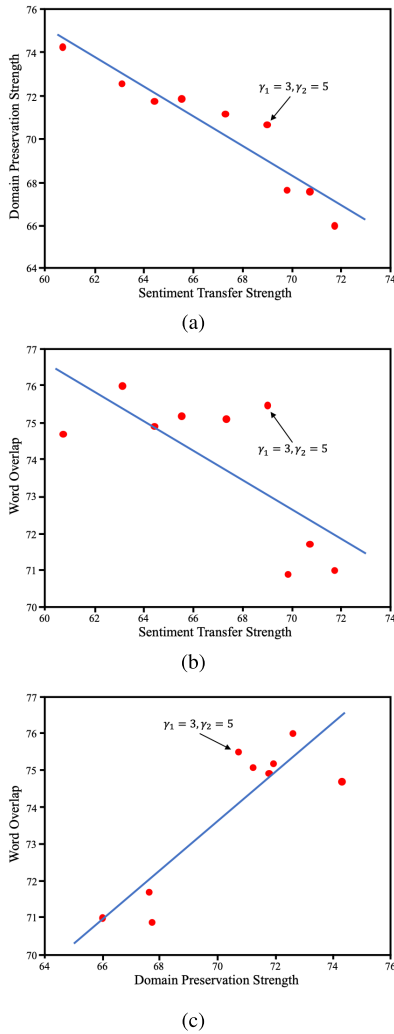 76
74
72
70
68
66
64
Domain Preservation Strength
γ₁ = 3, γ₂ = 5
60 62 64 66 68 70 72 74
Sentiment Transfer Strength
(a)
77
76
75
74
73
72
71
70
Word Overlap
γ₁ = 3, γ₂ = 5
60 62 64 66 68 70 72 74
Sentiment Transfer Strength
(b)
77
76
75
74
73
72
71
70
Word Overlap
γ₁ = 3, γ₂ = 5
64 66 68 70 72 74 76
Domain Preservation Strength
(c)